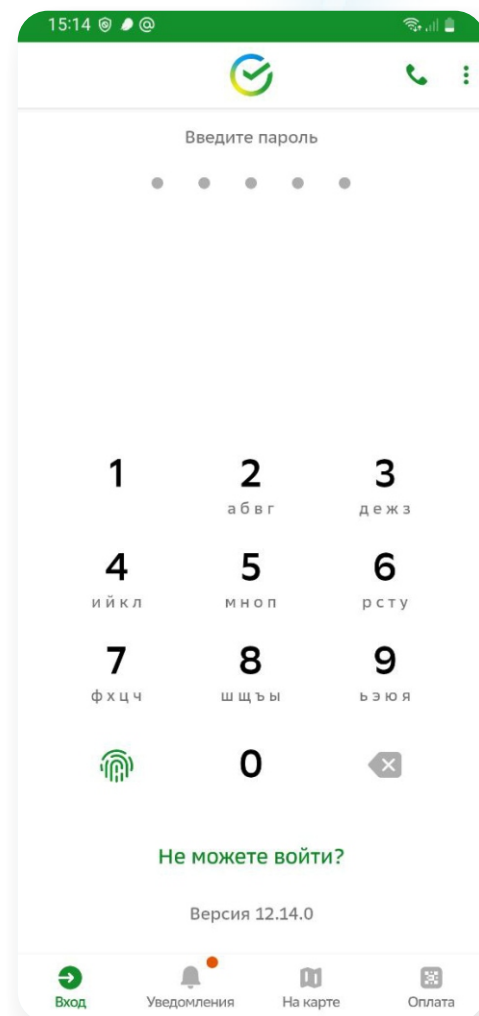 15:14 @
Введите пароль
1 2 3
абвг дежз
4 5 6
ийкл мноп рсту
7 8 9
фхцч шщъы ьэюя
0
Не можете войти?
Версия 12.14.0
Вход Уведомления На карте Оплата